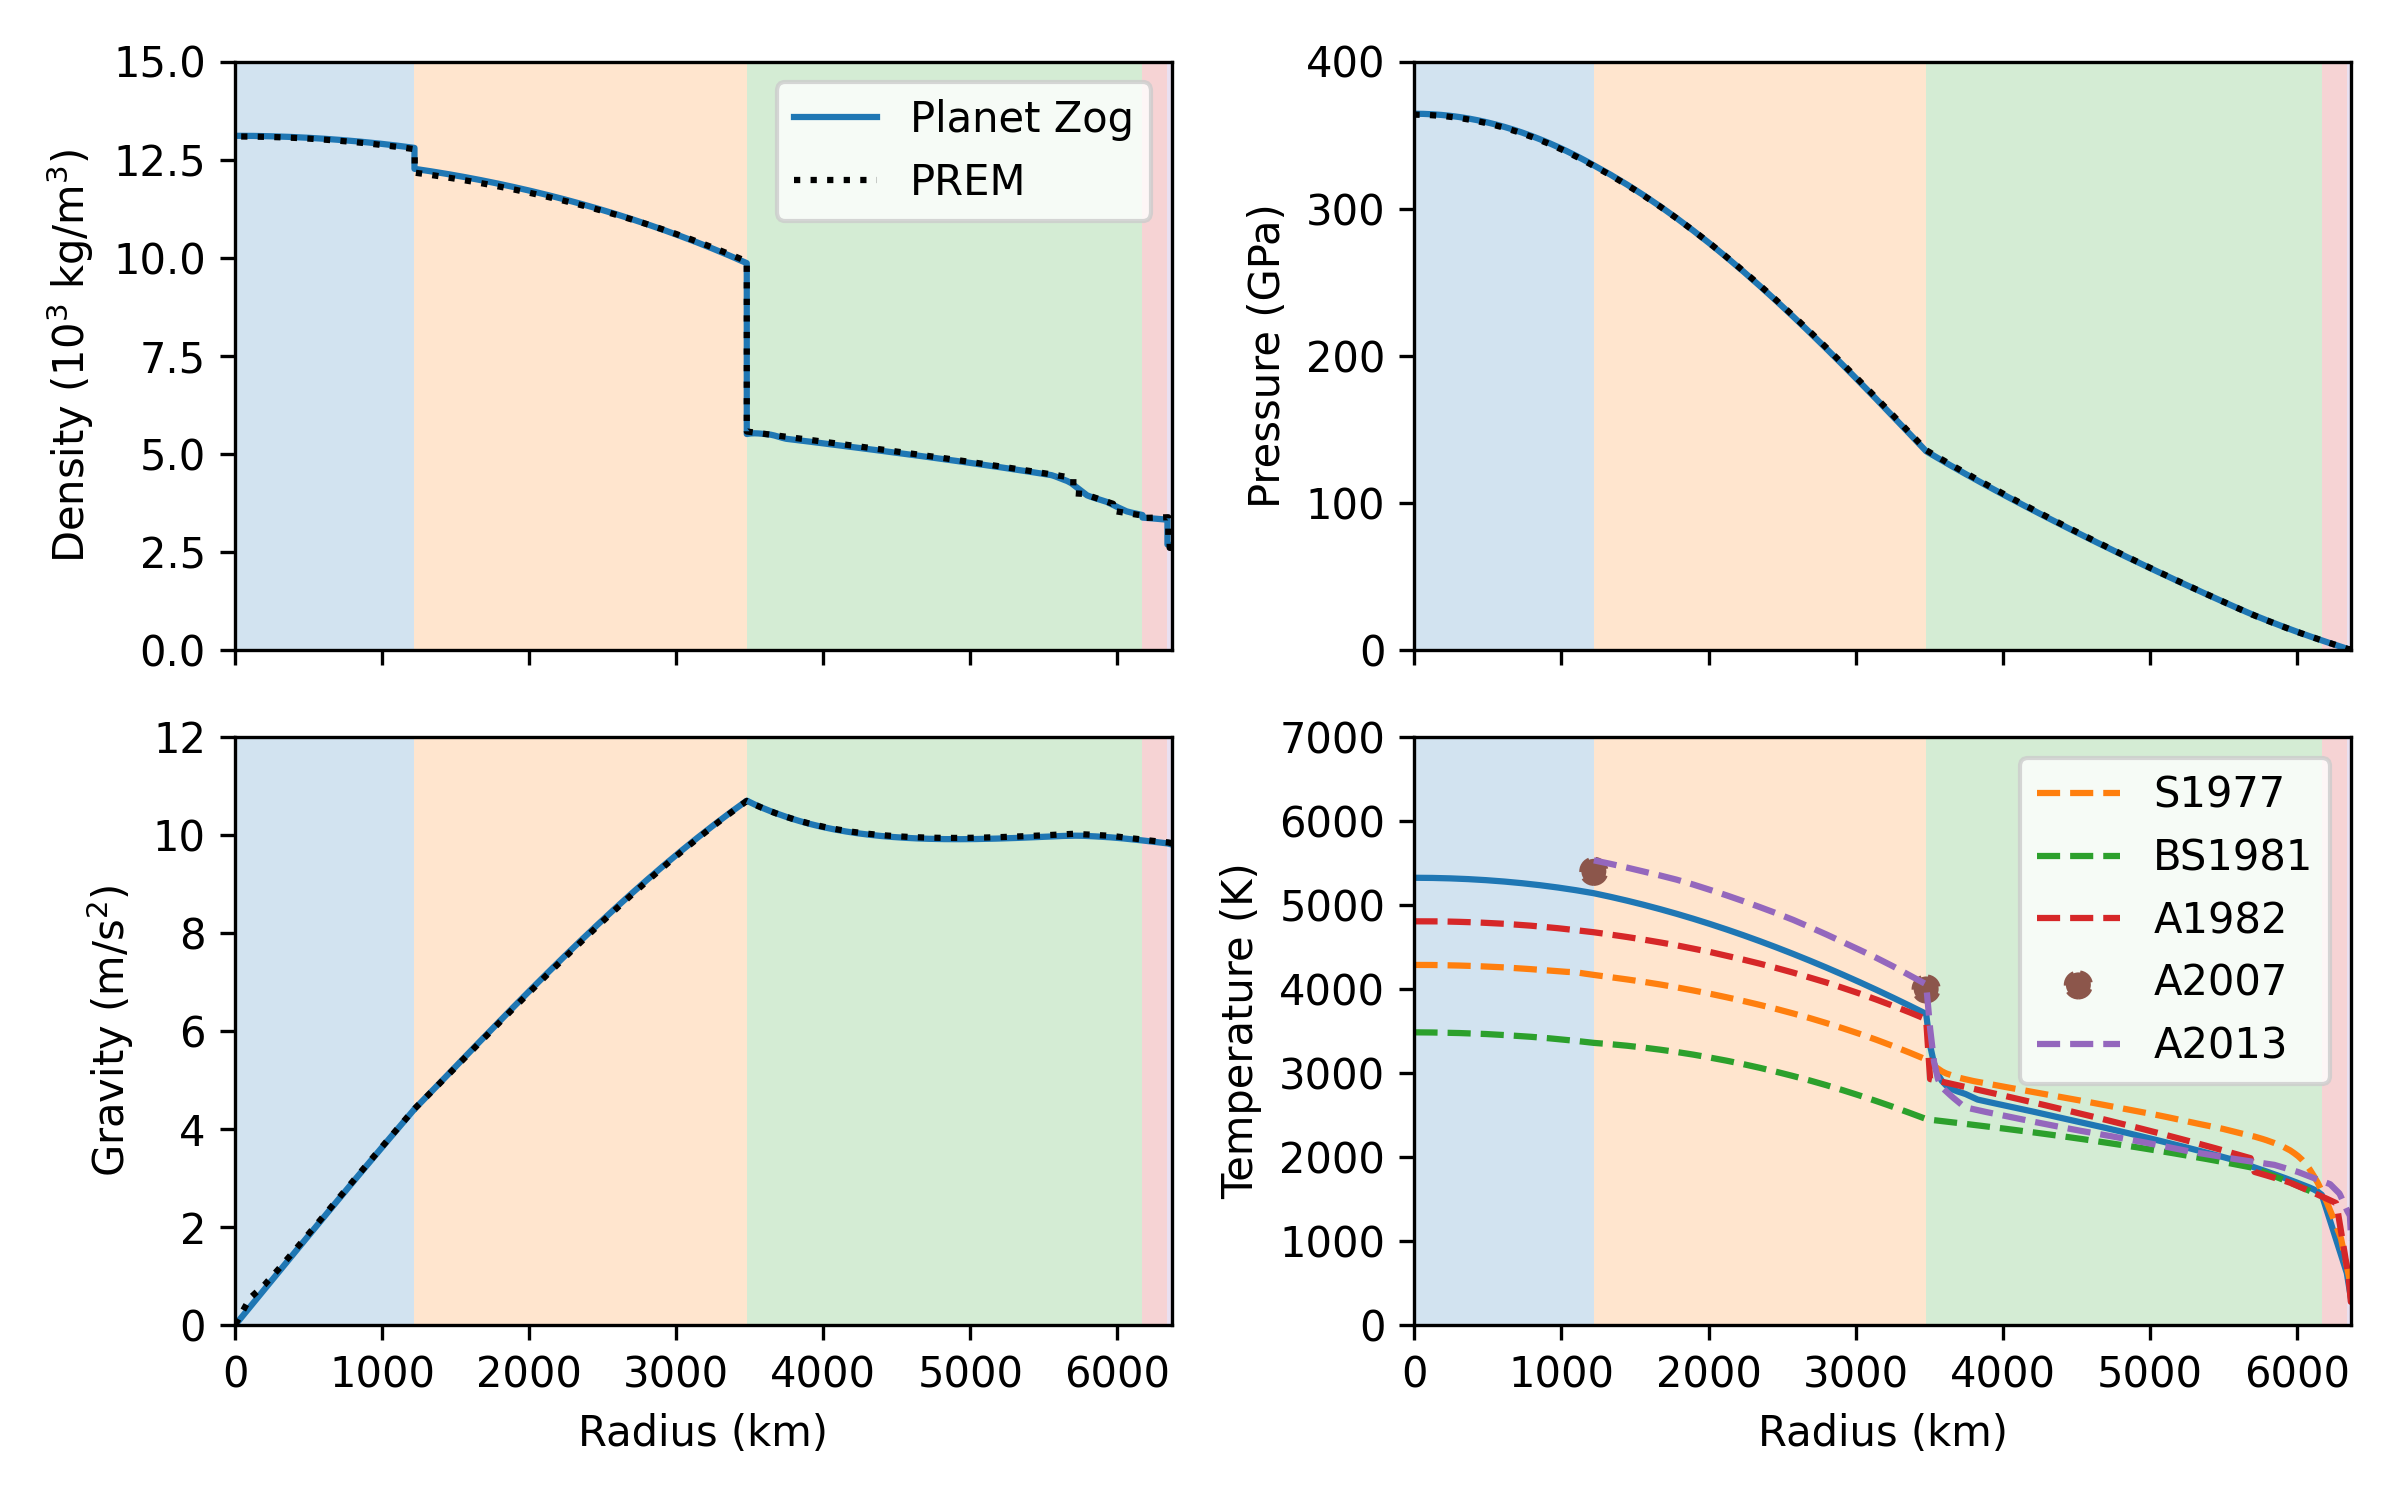 15.0
12.5
10.0
7.5
5.0
2.5
0.0
Density (10³ kg/m³)
Planet Zog
PREM
400
300
200
100
0
Pressure (GPa)
12
10
8
6
4
2
0
Gravity (m/s²)
0 1000 2000 3000 4000 5000 6000
Radius (km)
7000
6000
5000
4000
3000
2000
1000
0
Temperature (K)
S1977
BS1981
A1982
A2007
A2013
0 1000 2000 3000 4000 5000 6000
Radius (km)